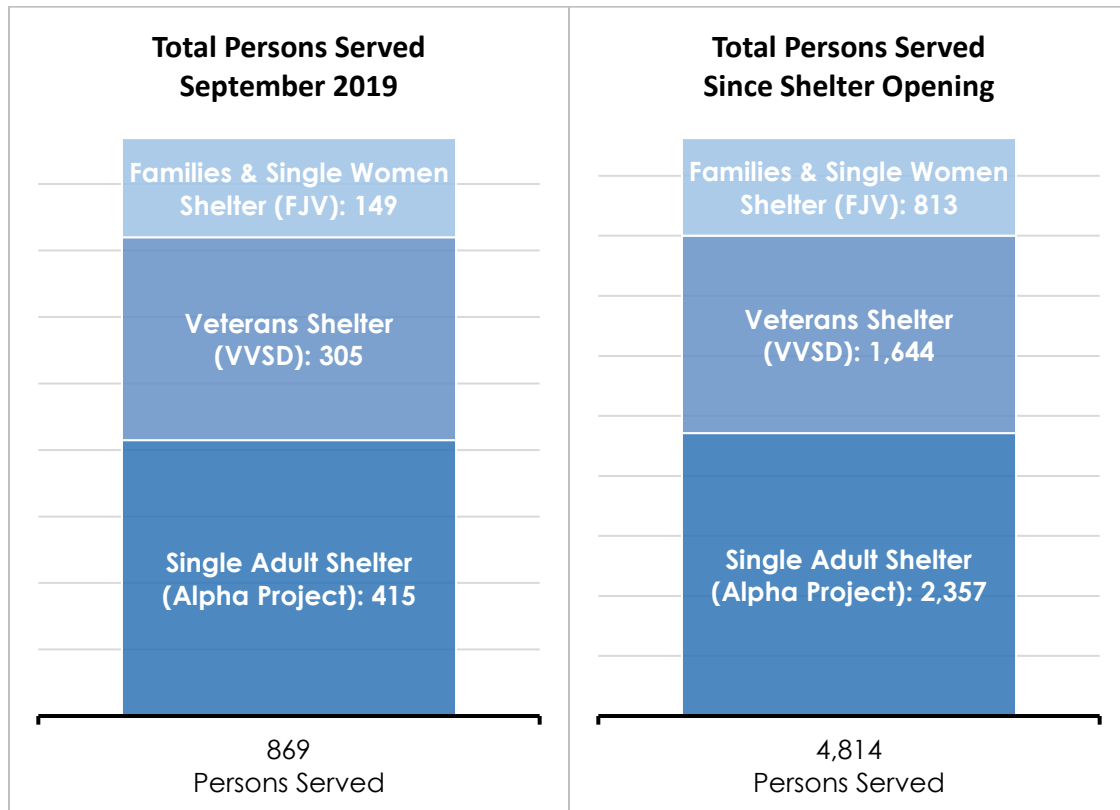 Total Persons Served
September 2019
Families & Single Women
Shelter (FJV): 149
Veterans Shelter
(VVSD): 305
Single Adult Shelter
(Alpha Project): 415
869
Persons Served
Total Persons Served
Since Shelter Opening
Families & Single Women
Shelter (FJV): 813
Veterans Shelter
(VVSD): 1,644
Single Adult Shelter
(Alpha Project): 2,357
4,814
Persons Served